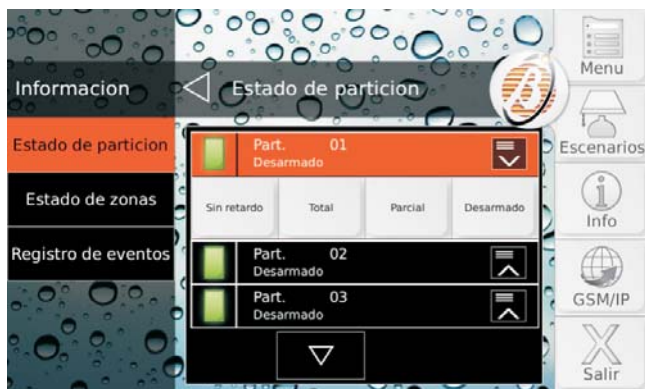 Informacion
Estado de particion
Estado de zonas
Registro de eventos
Estado de particion
Part. 01
Desarmado
Sin retardo Total Parcial Desarmado
Part. 02
Desarmado
Part. 03
Desarmado
Menu
Escenarios
Info
GSM/IP
Salir